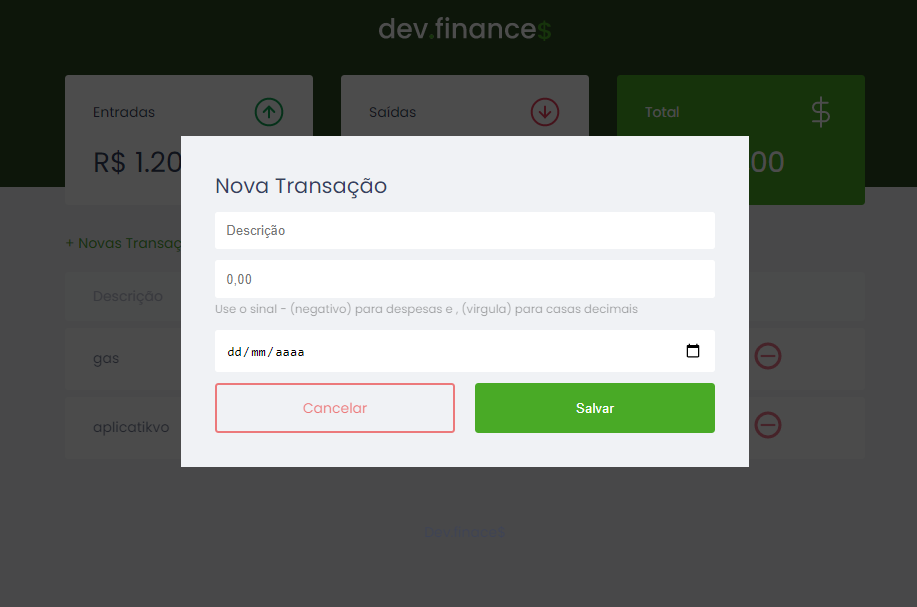 dev.finance$
Entradas
Saídas
Total
R$ 1.20
00
Nova Transação
Descrição
0,00
Use o sinal - (negativo) para despesas e , (virgula) para casas decimais
dd/mm/aaaa
Cancelar
Salvar
+ Novas Transaç
Descrição
gas
aplicatikvo